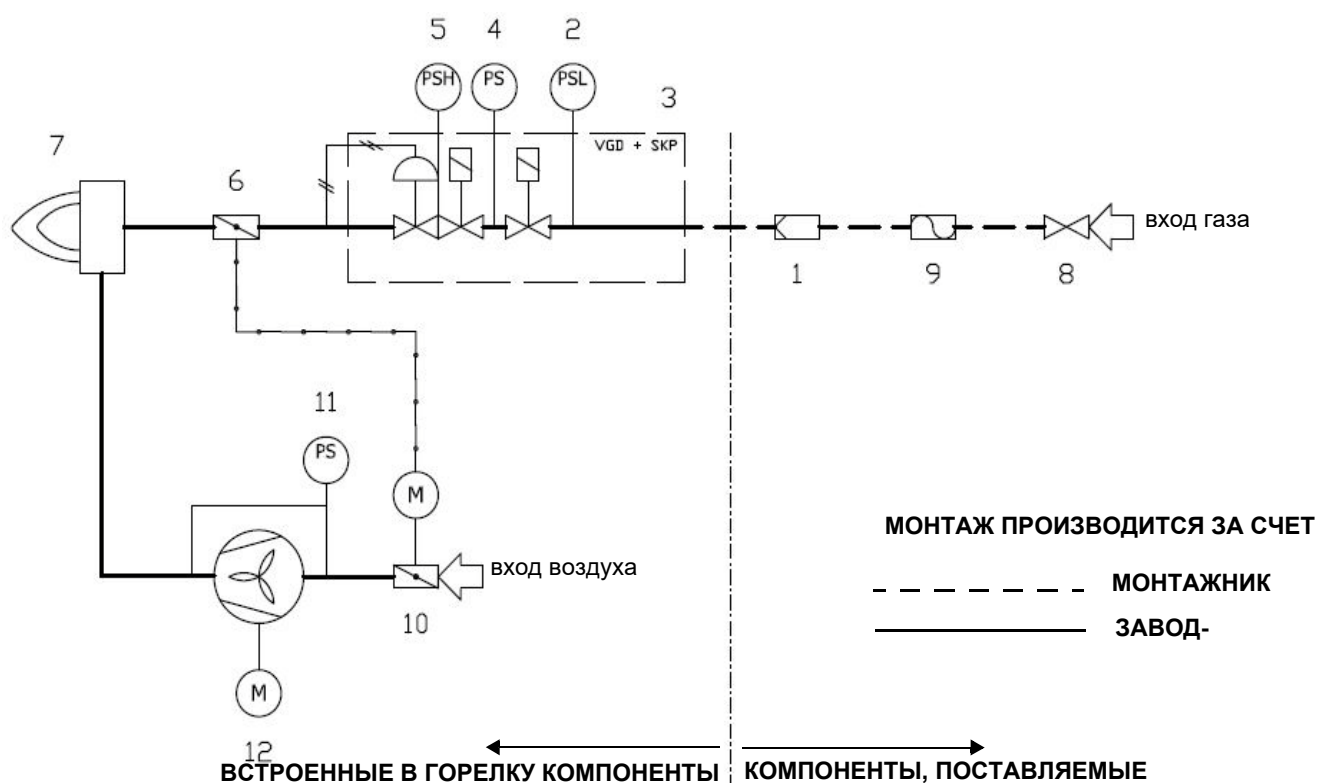 5 4 2
PSH PS PSL
3
VGD + SKP
7
6
вход газа
1 9 8
11
PS
M
вход воздуха
10
M
12
МОНТАЖ ПРОИЗВОДИТСЯ ЗА СЧЕТ
МОНТАЖНИК
ЗАВОД-
ВСТРОЕННЫЕ В ГОРЕЛКУ КОМПОНЕНТЫ
КОМПОНЕНТЫ, ПОСТАВЛЯЕМЫЕ